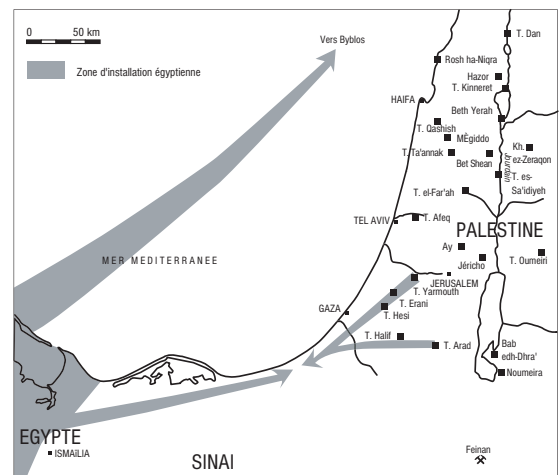 0 50 km
Zone d'installation égyptienne
Vers Byblos
T. Dan
Rosh ha-Niqra
Hazor
T. Kinneret
HAIFA
Beth Yerah
T. Qashish
MÈgiddo
Kh.
ez-Zeraqon
T. Ta'annak
Bet Shean
Jourdain
T. es-
Sa'idiyeh
T. el-Far'ah
TEL AVIV
T. Afeq
PALESTINE
MER MEDITERRANEE
Ay
Jéricho
T. Oumeiri
JERUSALEM
T. Yarmouth
GAZA
T. Erani
T. Hesi
T. Halif
T. Arad
Bab
edh-Dhra'
Noumeira
EGYPTE
ISMAïLIA
SINAI
Feinan